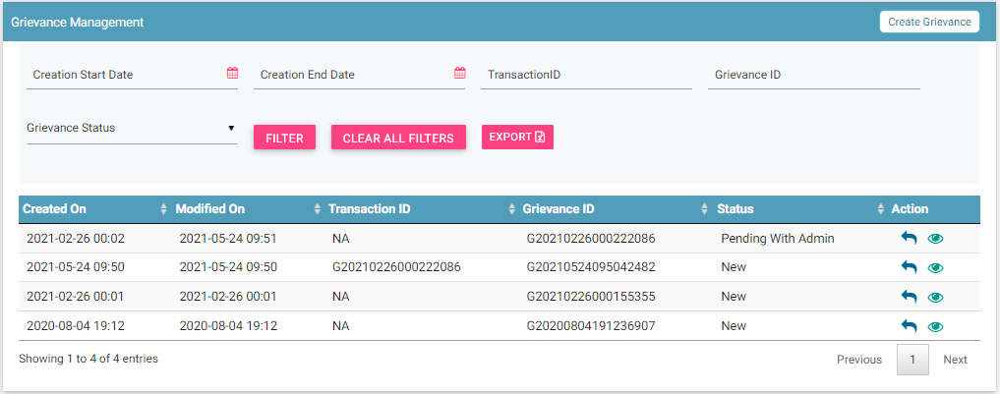 Grievance Management Create Grievance
Creation Start Date Creation End Date TransactionID Grievance ID
Grievance Status FILTER CLEAR ALL FILTERS EXPORT
Created On Modified On Transaction ID Grievance ID Status Action
2021-02-26 00:02 2021-05-24 09:51 NA G20210226000222086 Pending With Admin
2021-05-24 09:50 2021-05-24 09:50 G20210226000222086 G20210524095042482 New
2021-02-26 00:01 2021-02-26 00:01 NA G20210226000155355 New
2020-08-04 19:12 2020-08-04 19:12 NA G20200804191236907 New
Showing 1 to 4 of 4 entries Previous 1 Next